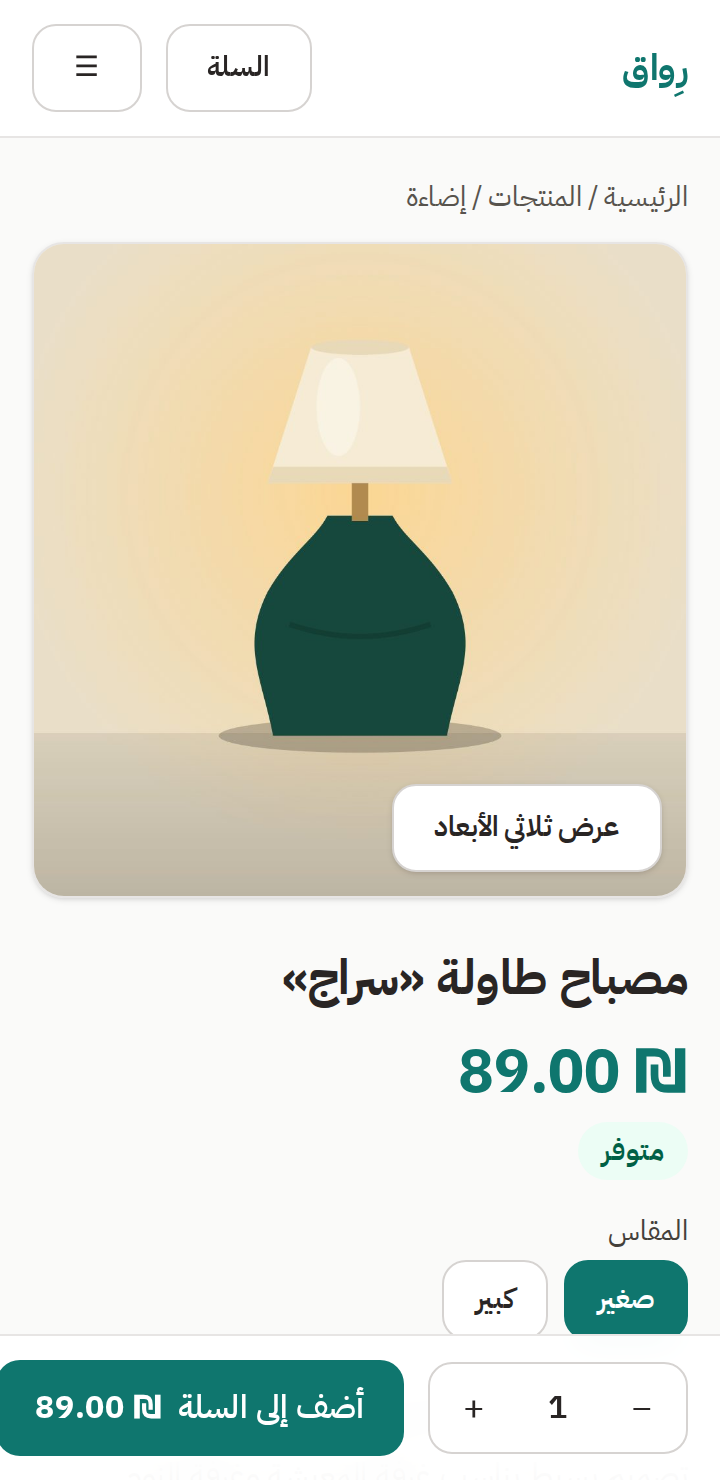 رِواق
السلة
☰
الرئيسية / المنتجات / إضاءة
عرض ثلاثي الأبعاد
مصباح طاولة «سراج»
₪ 89.00
متوفر
المقاس
صغير
كبير
− 1 +
أضف إلى السلة ₪ 89.00